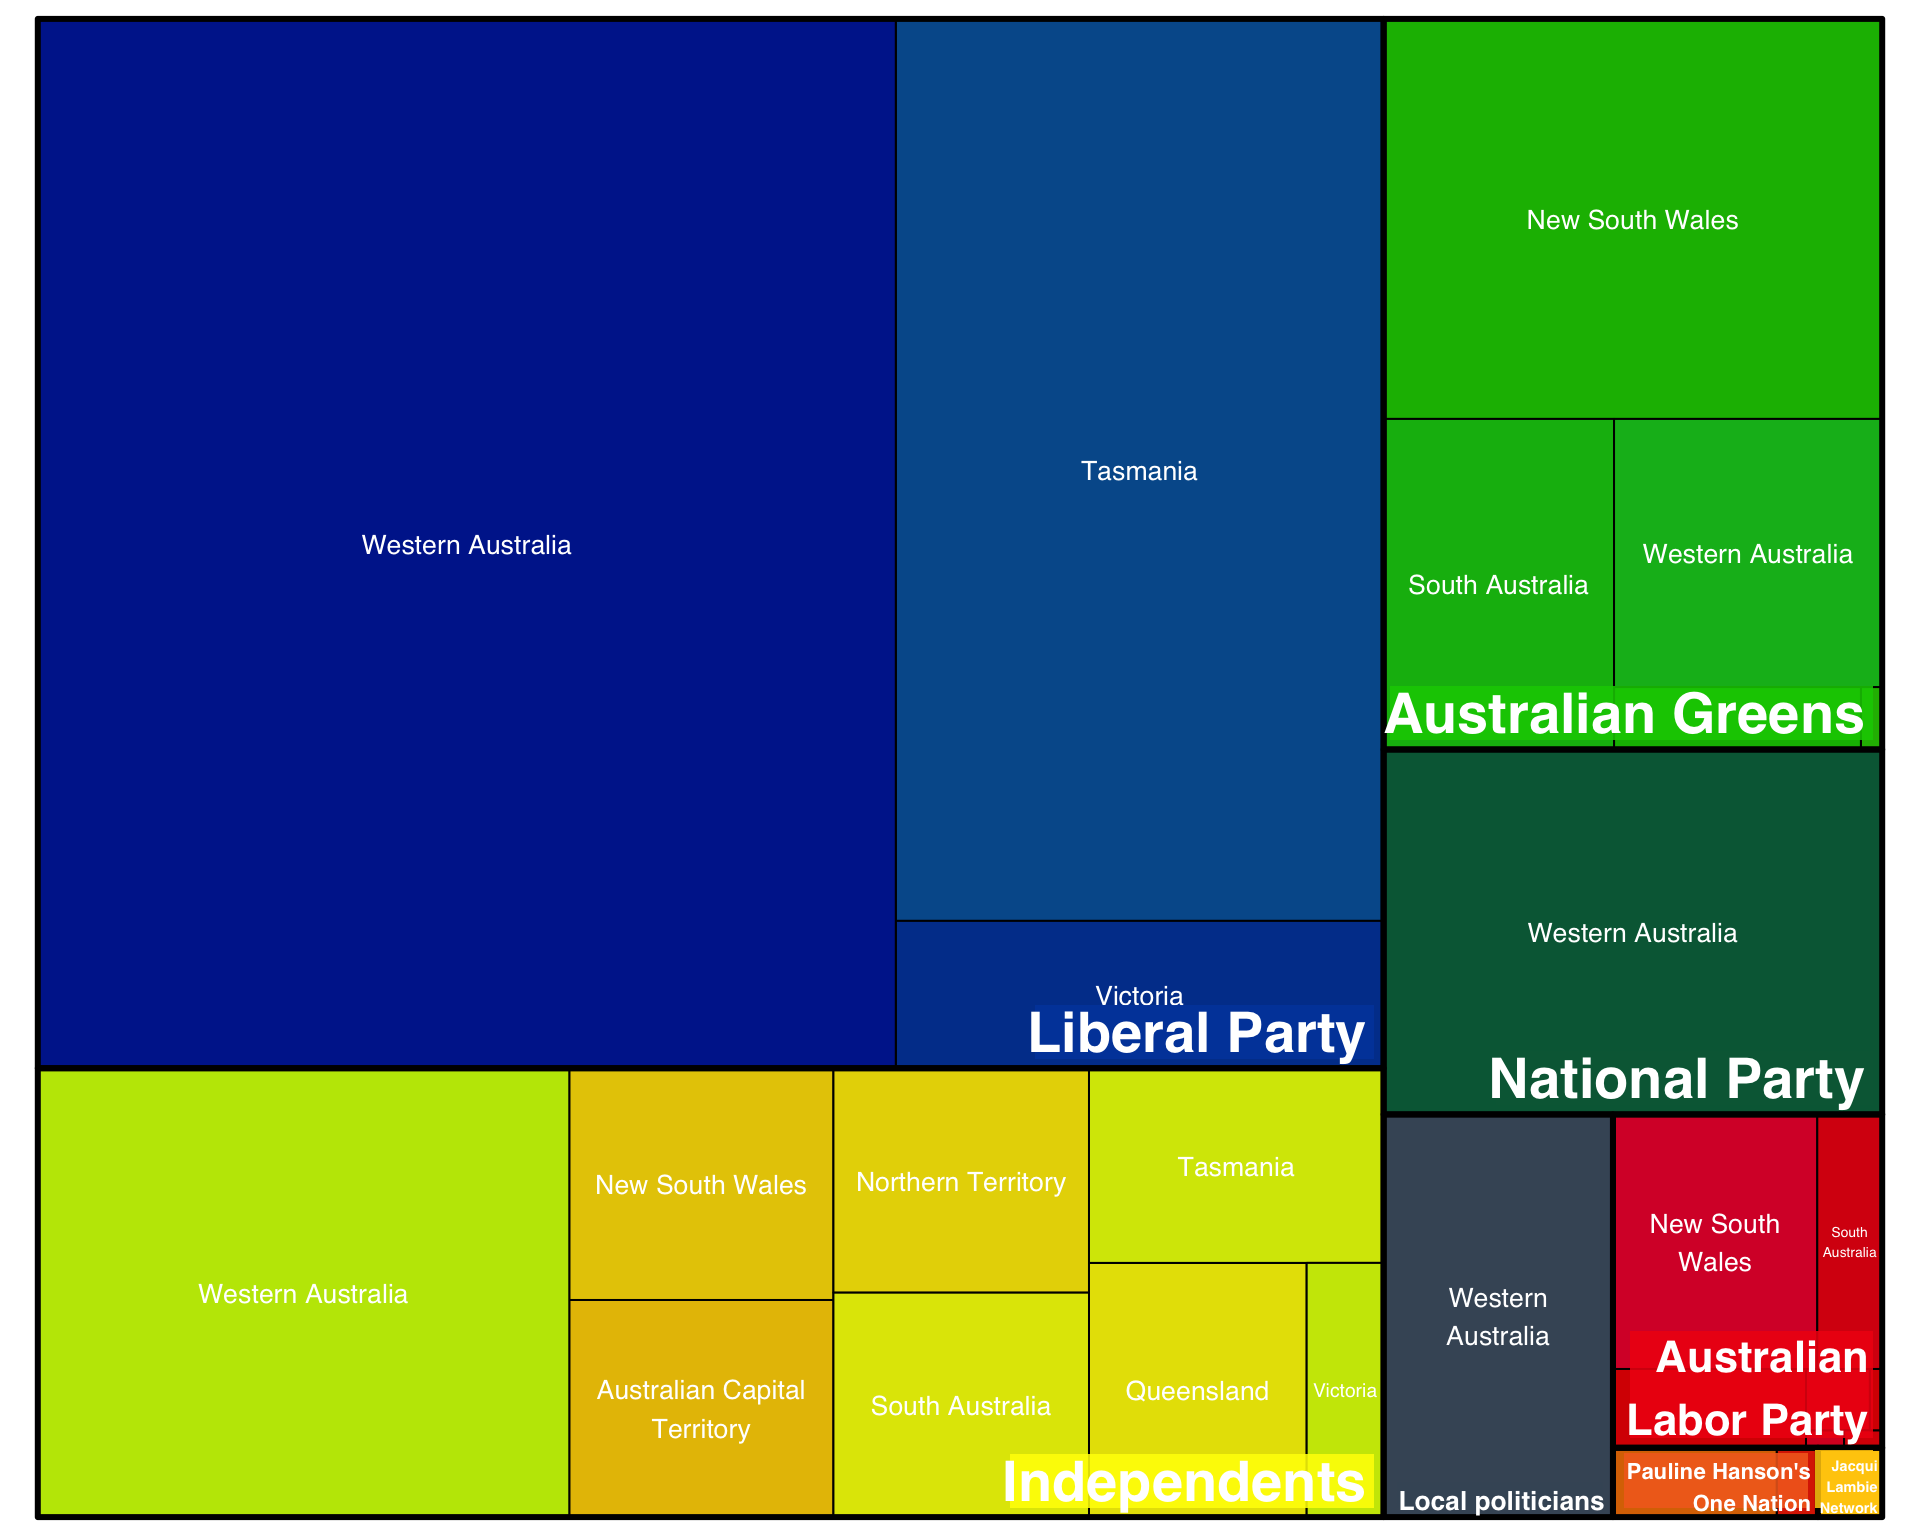 Western Australia
Tasmania
Victoria
Liberal Party
New South Wales
South Australia
Western Australia
Australian Greens
Western Australia
National Party
Western Australia
New South Wales
Australian Capital
Territory
Northern Territory
South Australia
Tasmania
Queensland
Victoria
Independents
Western
Australia
Local politicians
New South
Wales
South
Australia
Australian
Labor Party
Pauline Hanson's
One Nation
Jacqui
Lambie
Network